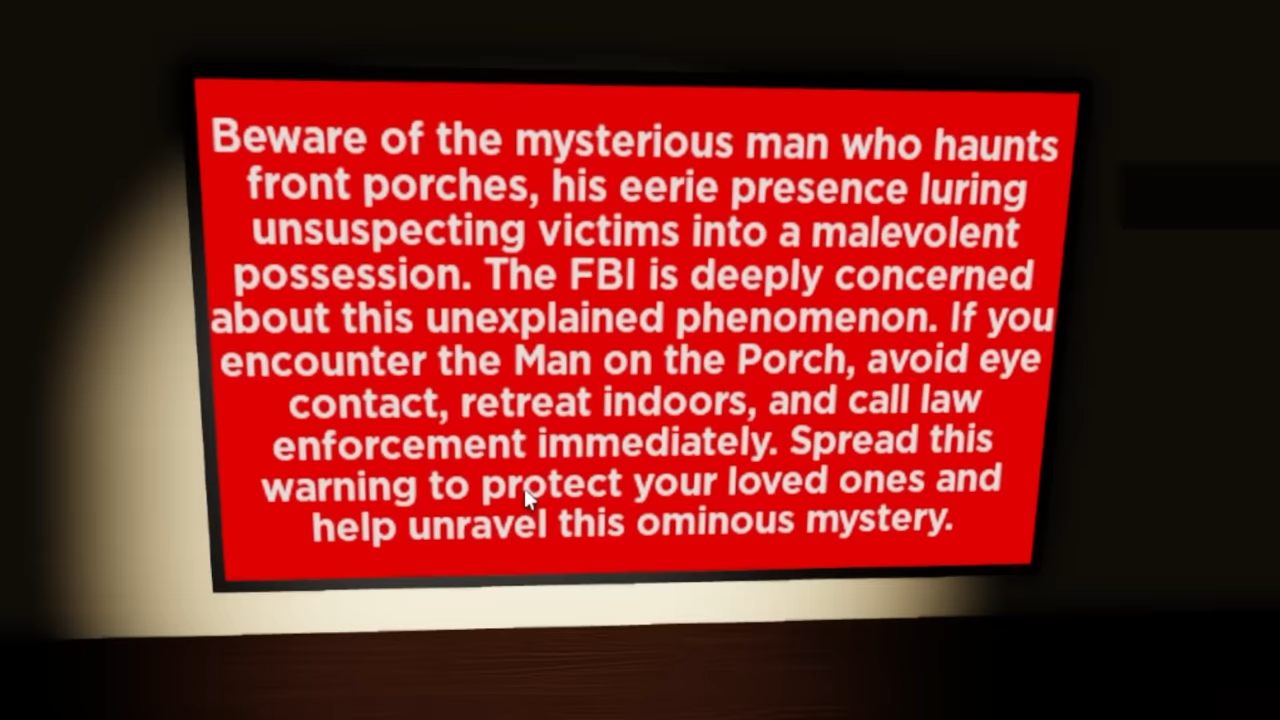 Beware of the mysterious man who haunts
front porches, his eerie presence luring
unsuspecting victims into a malevolent
possession. The FBI is deeply concerned
about this unexplained phenomenon. If you
encounter the Man on the Porch, avoid eye
contact, retreat indoors, and call law
enforcement immediately. Spread this
warning to protect your loved ones and
help unravel this ominous mystery.